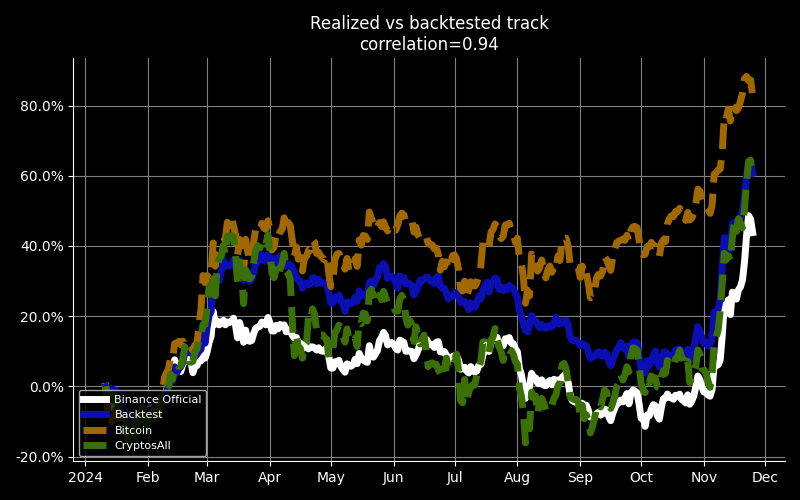 Realized vs backtested track
correlation=0.94
80.0%
60.0%
40.0%
20.0%
0.0%
-20.0%
Binance Official
Backtest
Bitcoin
CryptosAll
2024 Feb Mar Apr May Jun Jul Aug Sep Oct Nov Dec